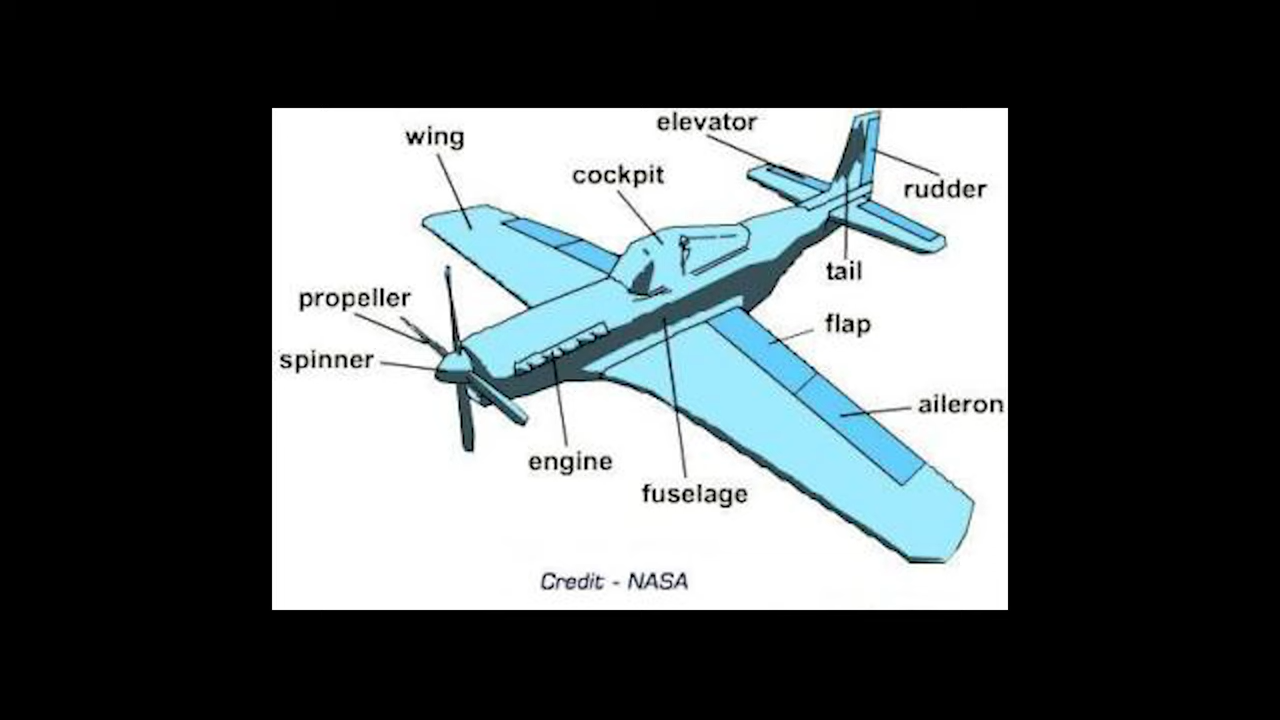 elevator
wing
cockpit
rudder
tail
propeller
flap
spinner
aileron
engine
fuselage
Credit - NASA